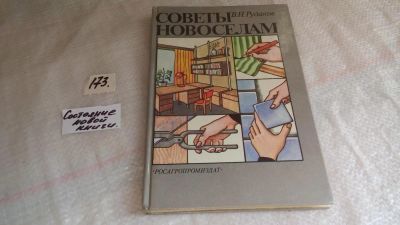 173.
Состояние
новой
книги.
СОВЕТЫ
В.Н. Рудаков
НОВОСЕЛАМ
"РОСАГРОПРОМИЗДАТ"